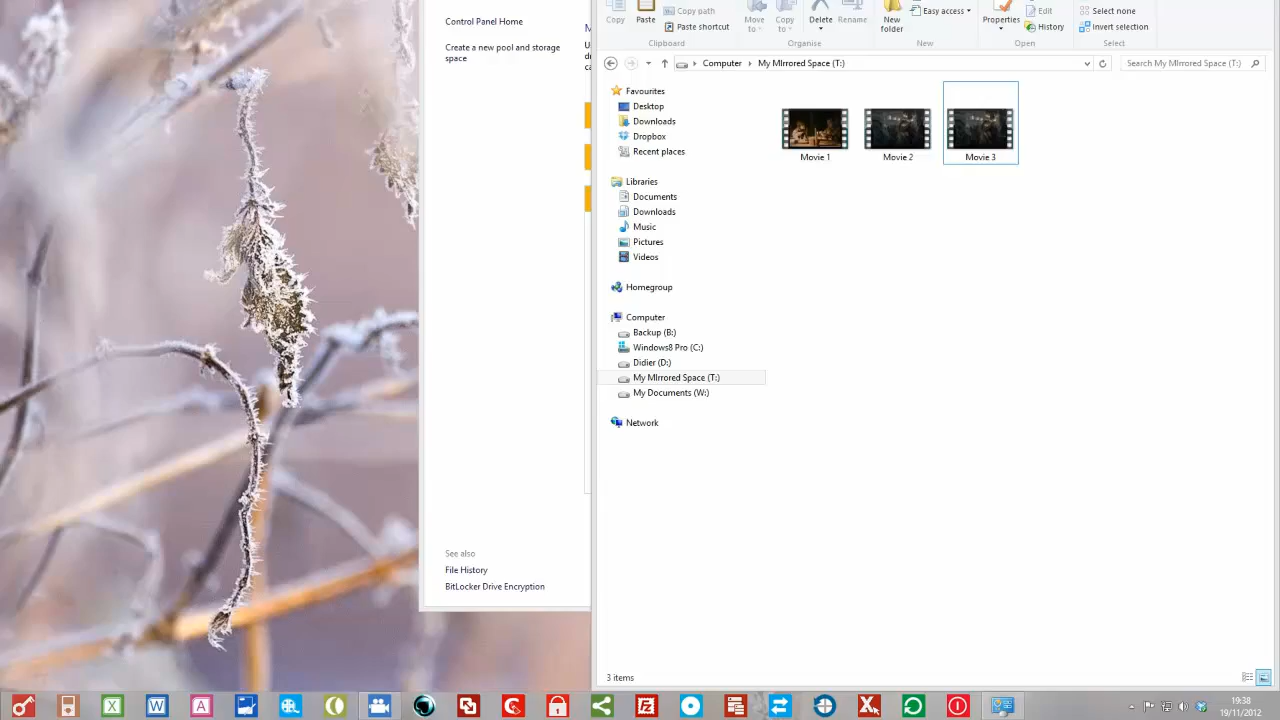 Control Panel Home
Create a new pool and storage
space
See also
File History
BitLocker Drive Encryption
Copy
Paste
Copy path
Paste shortcut
Clipboard
Move
to
Copy
to
Delete
Rename
Organise
New
folder
Easy access
New
Properties
Edit
History
Open
Select none
Invert selection
Select
Computer
My MIrrored Space (T:)
Search My MIrrored Space (T:)
Favourites
Desktop
Downloads
Dropbox
Recent places
Libraries
Documents
Downloads
Music
Pictures
Videos
Homegroup
Computer
Backup (B:)
Windows8 Pro (C:)
Didier (D:)
My MIrrored Space (T:)
My Documents (W:)
Network
Movie 1
Movie 2
Movie 3
3 items
19:38
19/11/2012